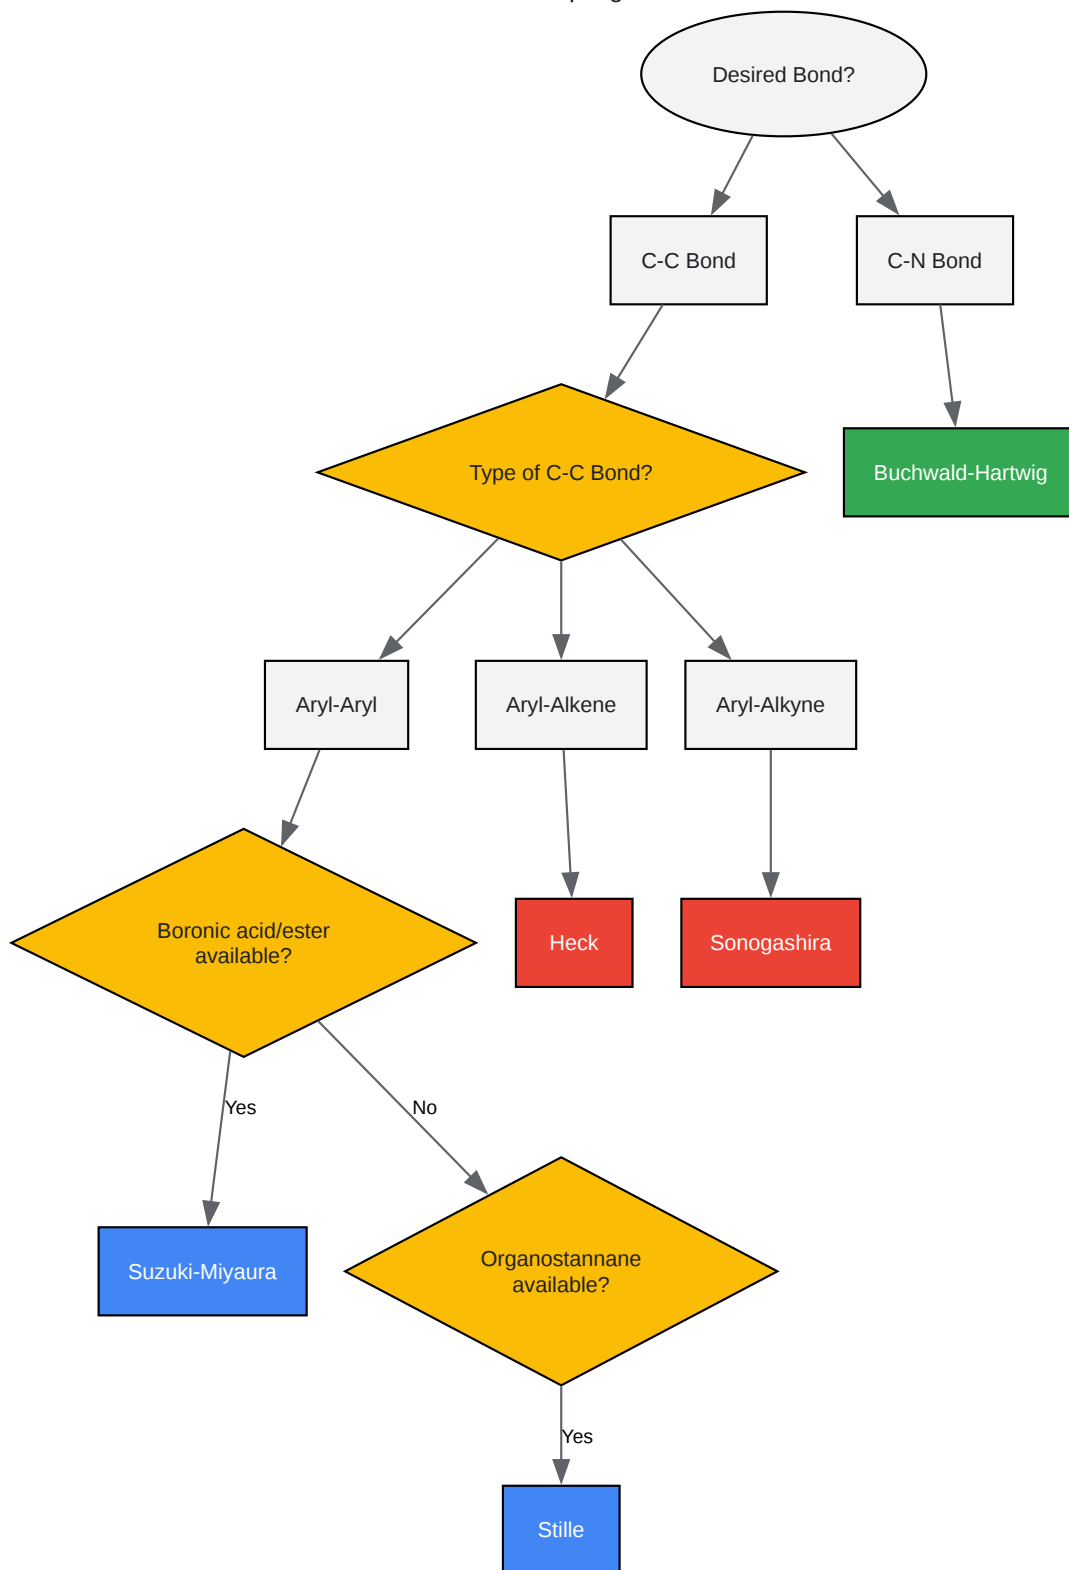 Desired Bond?
C-C Bond
C-N Bond
Type of C-C Bond?
Buchwald-Hartwig
Aryl-Aryl
Aryl-Alkene
Aryl-Alkyne
Boronic acid/ester
available?
Heck
Sonogashira
Yes
No
Suzuki-Miyaura
Organostannane
available?
Yes
Stille